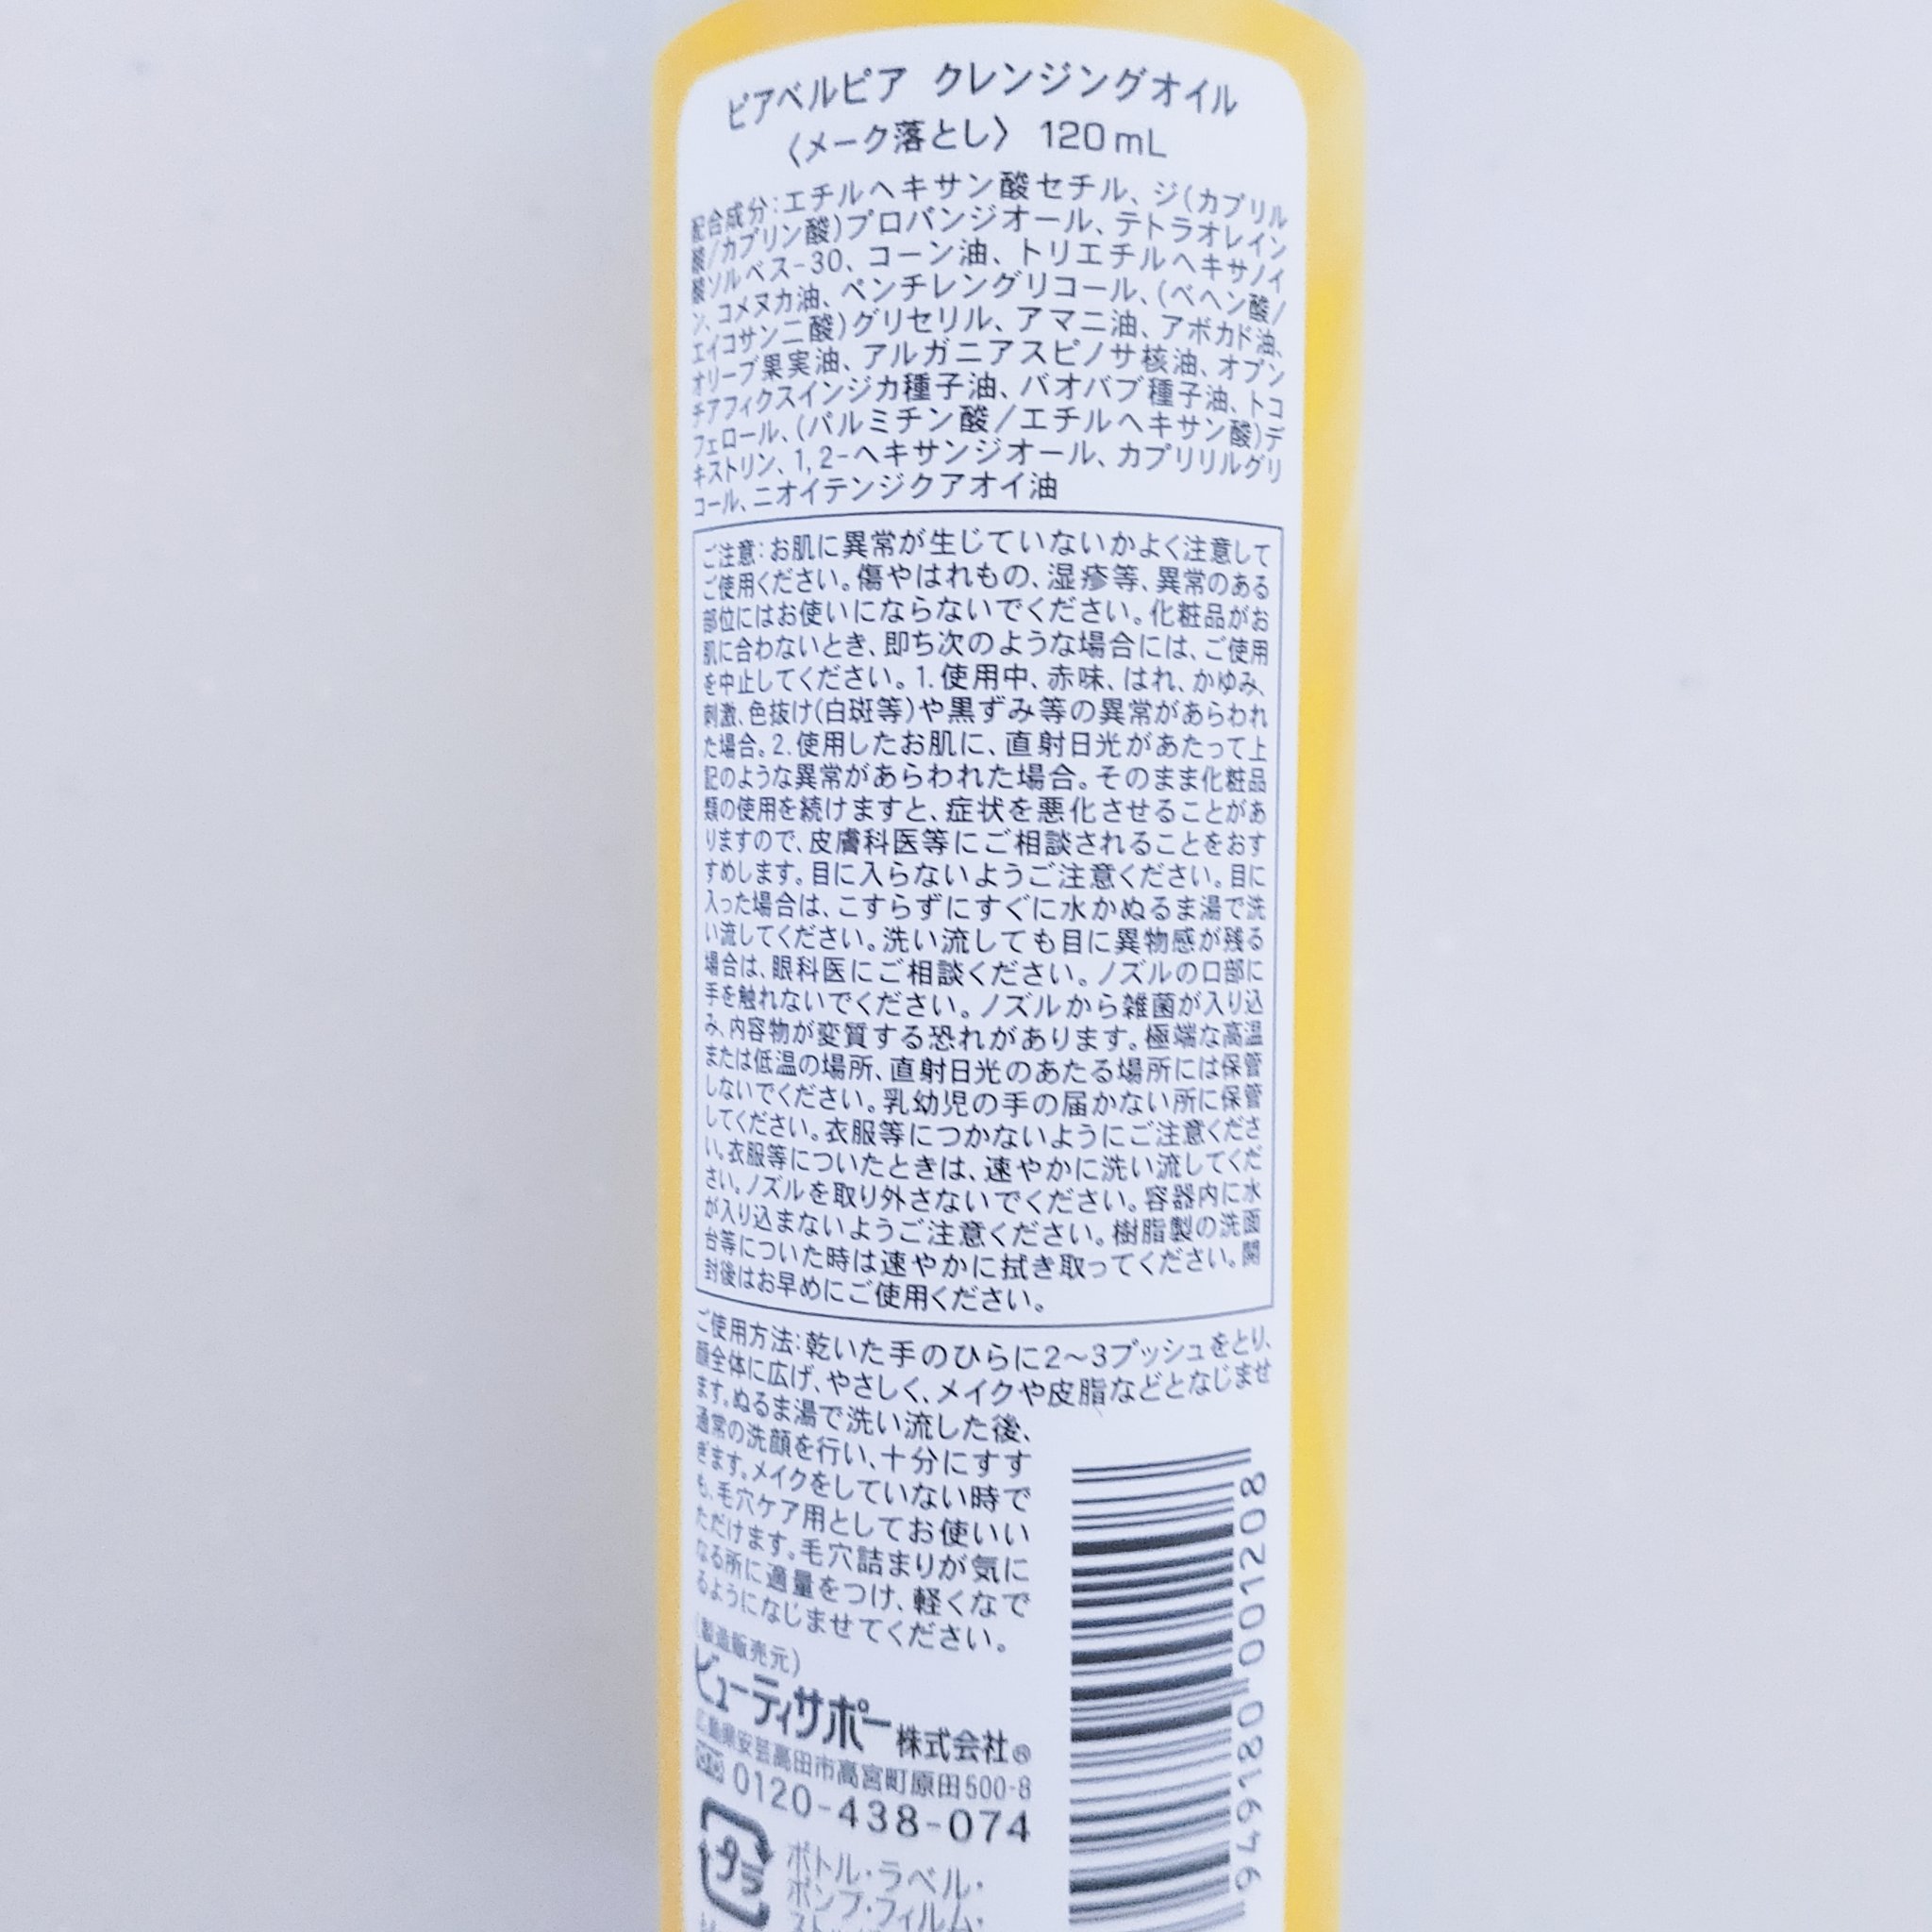 ピアベルピア クレンジングオイル
〈メーク落とし〉 120mL
配合成分:エチルヘキサン酸セチル、ジ(カプリル
酸/カプリン酸)プロパンジオール、テトラオレイン
酸ソルベス-30、コーン油、トリエチルヘキサノイ
ン、コメヌカ油、ペンチレングリコール、(ベヘン酸/
エイコサン二酸)グリセリル、アマニ油、アボカド油、
オリーブ果実油、アルガニアスピノサ核油、オプン
チアフィクスインジカ種子油、バオバブ種子油、トコ
フェロール、(パルミチン酸/エチルヘキサン酸)デ
キストリン、1,2-ヘキサンジオール、カプリリルグリ
コール、ニオイテンジクアオイ油
ご注意:お肌に異常が生じていないかよく注意して
ご使用ください。傷やはれもの、湿疹等、異常のある
部位にはお使いにならないでください。化粧品がお
肌に合わないとき、即ち次のような場合には、ご使用
を中止してください。1.使用中、赤味、はれ、かゆみ、
刺激、色抜け(白斑等)や黒ずみ等の異常があらわれ
た場合。2.使用したお肌に、直射日光があたって上
記のような異常があらわれた場合。そのまま化粧品
類の使用を続けますと、症状を悪化させることがあ
りますので、皮膚科医等にご相談されることをおす
すめします。目に入らないようご注意ください。目に
入った場合は、こすらずにすぐに水かぬるま湯で洗
い流してください。洗い流しても目に異物感が残る
場合は、眼科医にご相談ください。ノズルの口部に
手を触れないでください。ノズルから雑菌が入り込
み、内容物が変質する恐れがあります。極端な高温
または低温の場所、直射日光のあたる場所には保管
しないでください。乳幼児の手の届かない所に保管
してください。衣服等につかないようにご注意くださ
い。衣服等についたときは、速やかに洗い流してくだ
さい。ノズルを取り外さないでください。容器内に水
が入り込まないようご注意ください。樹脂製の洗面
台等についた時は速やかに拭き取ってください。開
封後はお早めにご使用ください。
ご使用方法:乾いた手のひらに2〜3プッシュをとり、
顔全体に広げ、やさしく、メイクや皮脂などとなじませ
ます。ぬるま湯で洗い流した後、
通常の洗顔を行い、十分にすす
ぎます。メイクをしていない時で
も、毛穴ケア用としてお使いい
ただけます。毛穴詰まりが気に
なる所に適量をつけ、軽くなで
るようになじませてください。
(製造販売元)
ビューティサポー株式会社®
広島県安芸高田市高宮町原田500-8
0120-438-074
プラ
ボトル・ラベル・
ポンプ・フィルム・
4949180 001208